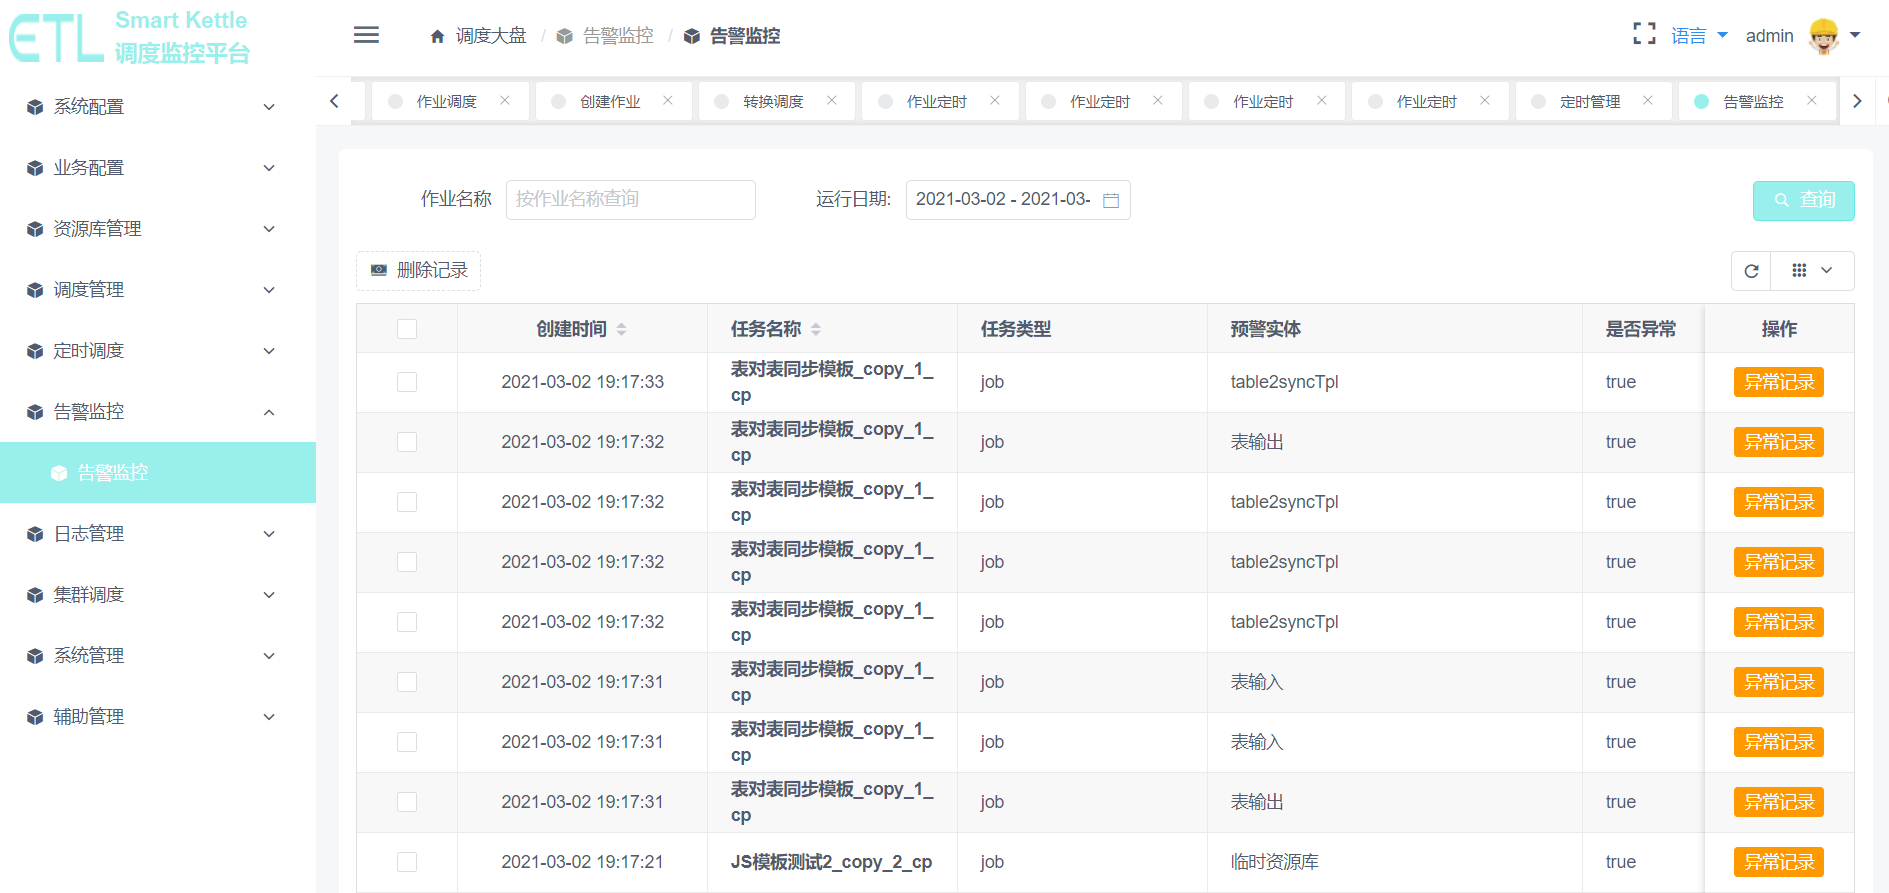 ETL
Smart Kettle
调度监控平台
调度大盘 / 告警监控 / 告警监控
语言 admin
系统配置
业务配置
资源库管理
调度管理
定时调度
告警监控
告警监控
日志管理
集群调度
系统管理
辅助管理
作业调度 创建作业 转换调度 作业定时 作业定时 作业定时 作业定时 定时管理 告警监控
作业名称 按作业名称查询 运行日期: 2021-03-02 - 2021-03- 查询
删除记录
创建时间 任务名称 任务类型 预警实体 是否异常 操作
2021-03-02 19:17:33 表对表同步模板_copy_1_ job table2syncTpl true 异常记录
cp
2021-03-02 19:17:32 表对表同步模板_copy_1_ job 表输出 true 异常记录
cp
2021-03-02 19:17:32 表对表同步模板_copy_1_ job table2syncTpl true 异常记录
cp
2021-03-02 19:17:32 表对表同步模板_copy_1_ job table2syncTpl true 异常记录
cp
2021-03-02 19:17:32 表对表同步模板_copy_1_ job table2syncTpl true 异常记录
cp
2021-03-02 19:17:31 表对表同步模板_copy_1_ job 表输入 true 异常记录
cp
2021-03-02 19:17:31 表对表同步模板_copy_1_ job 表输入 true 异常记录
cp
2021-03-02 19:17:31 表对表同步模板_copy_1_ job 表输出 true 异常记录
cp
2021-03-02 19:17:21 JS模板测试2_copy_2_cp job 临时资源库 true 异常记录